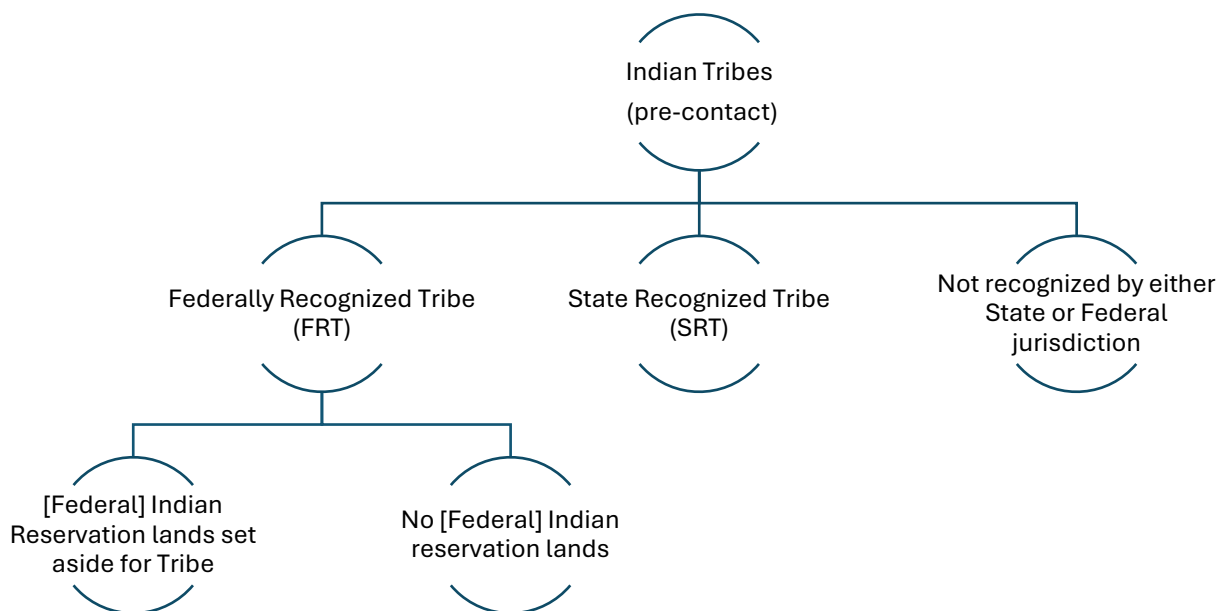 Indian Tribes
(pre-contact)
Federally Recognized Tribe
(FRT)
State Recognized Tribe
(SRT)
Not recognized by either
State or Federal
jurisdiction
[Federal] Indian
Reservation lands set
aside for Tribe
No [Federal] Indian
reservation lands